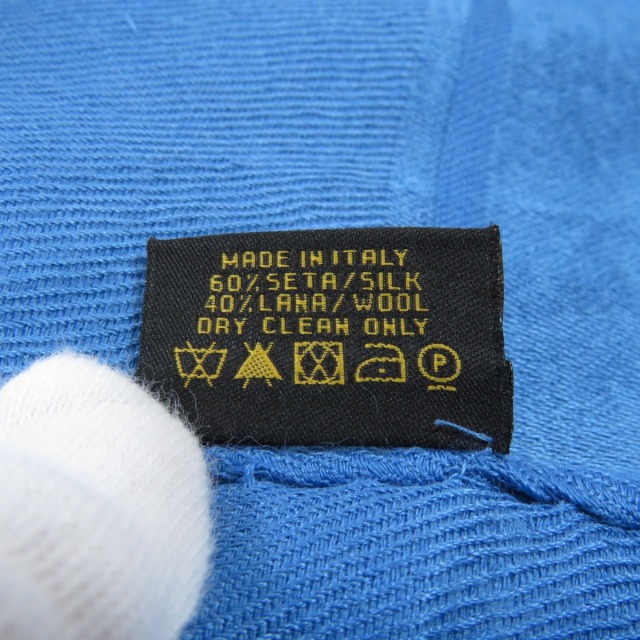 MADE IN ITALY
60% SETA/SILK
40% LANA/WOOL
DRY CLEAN ONLY
P